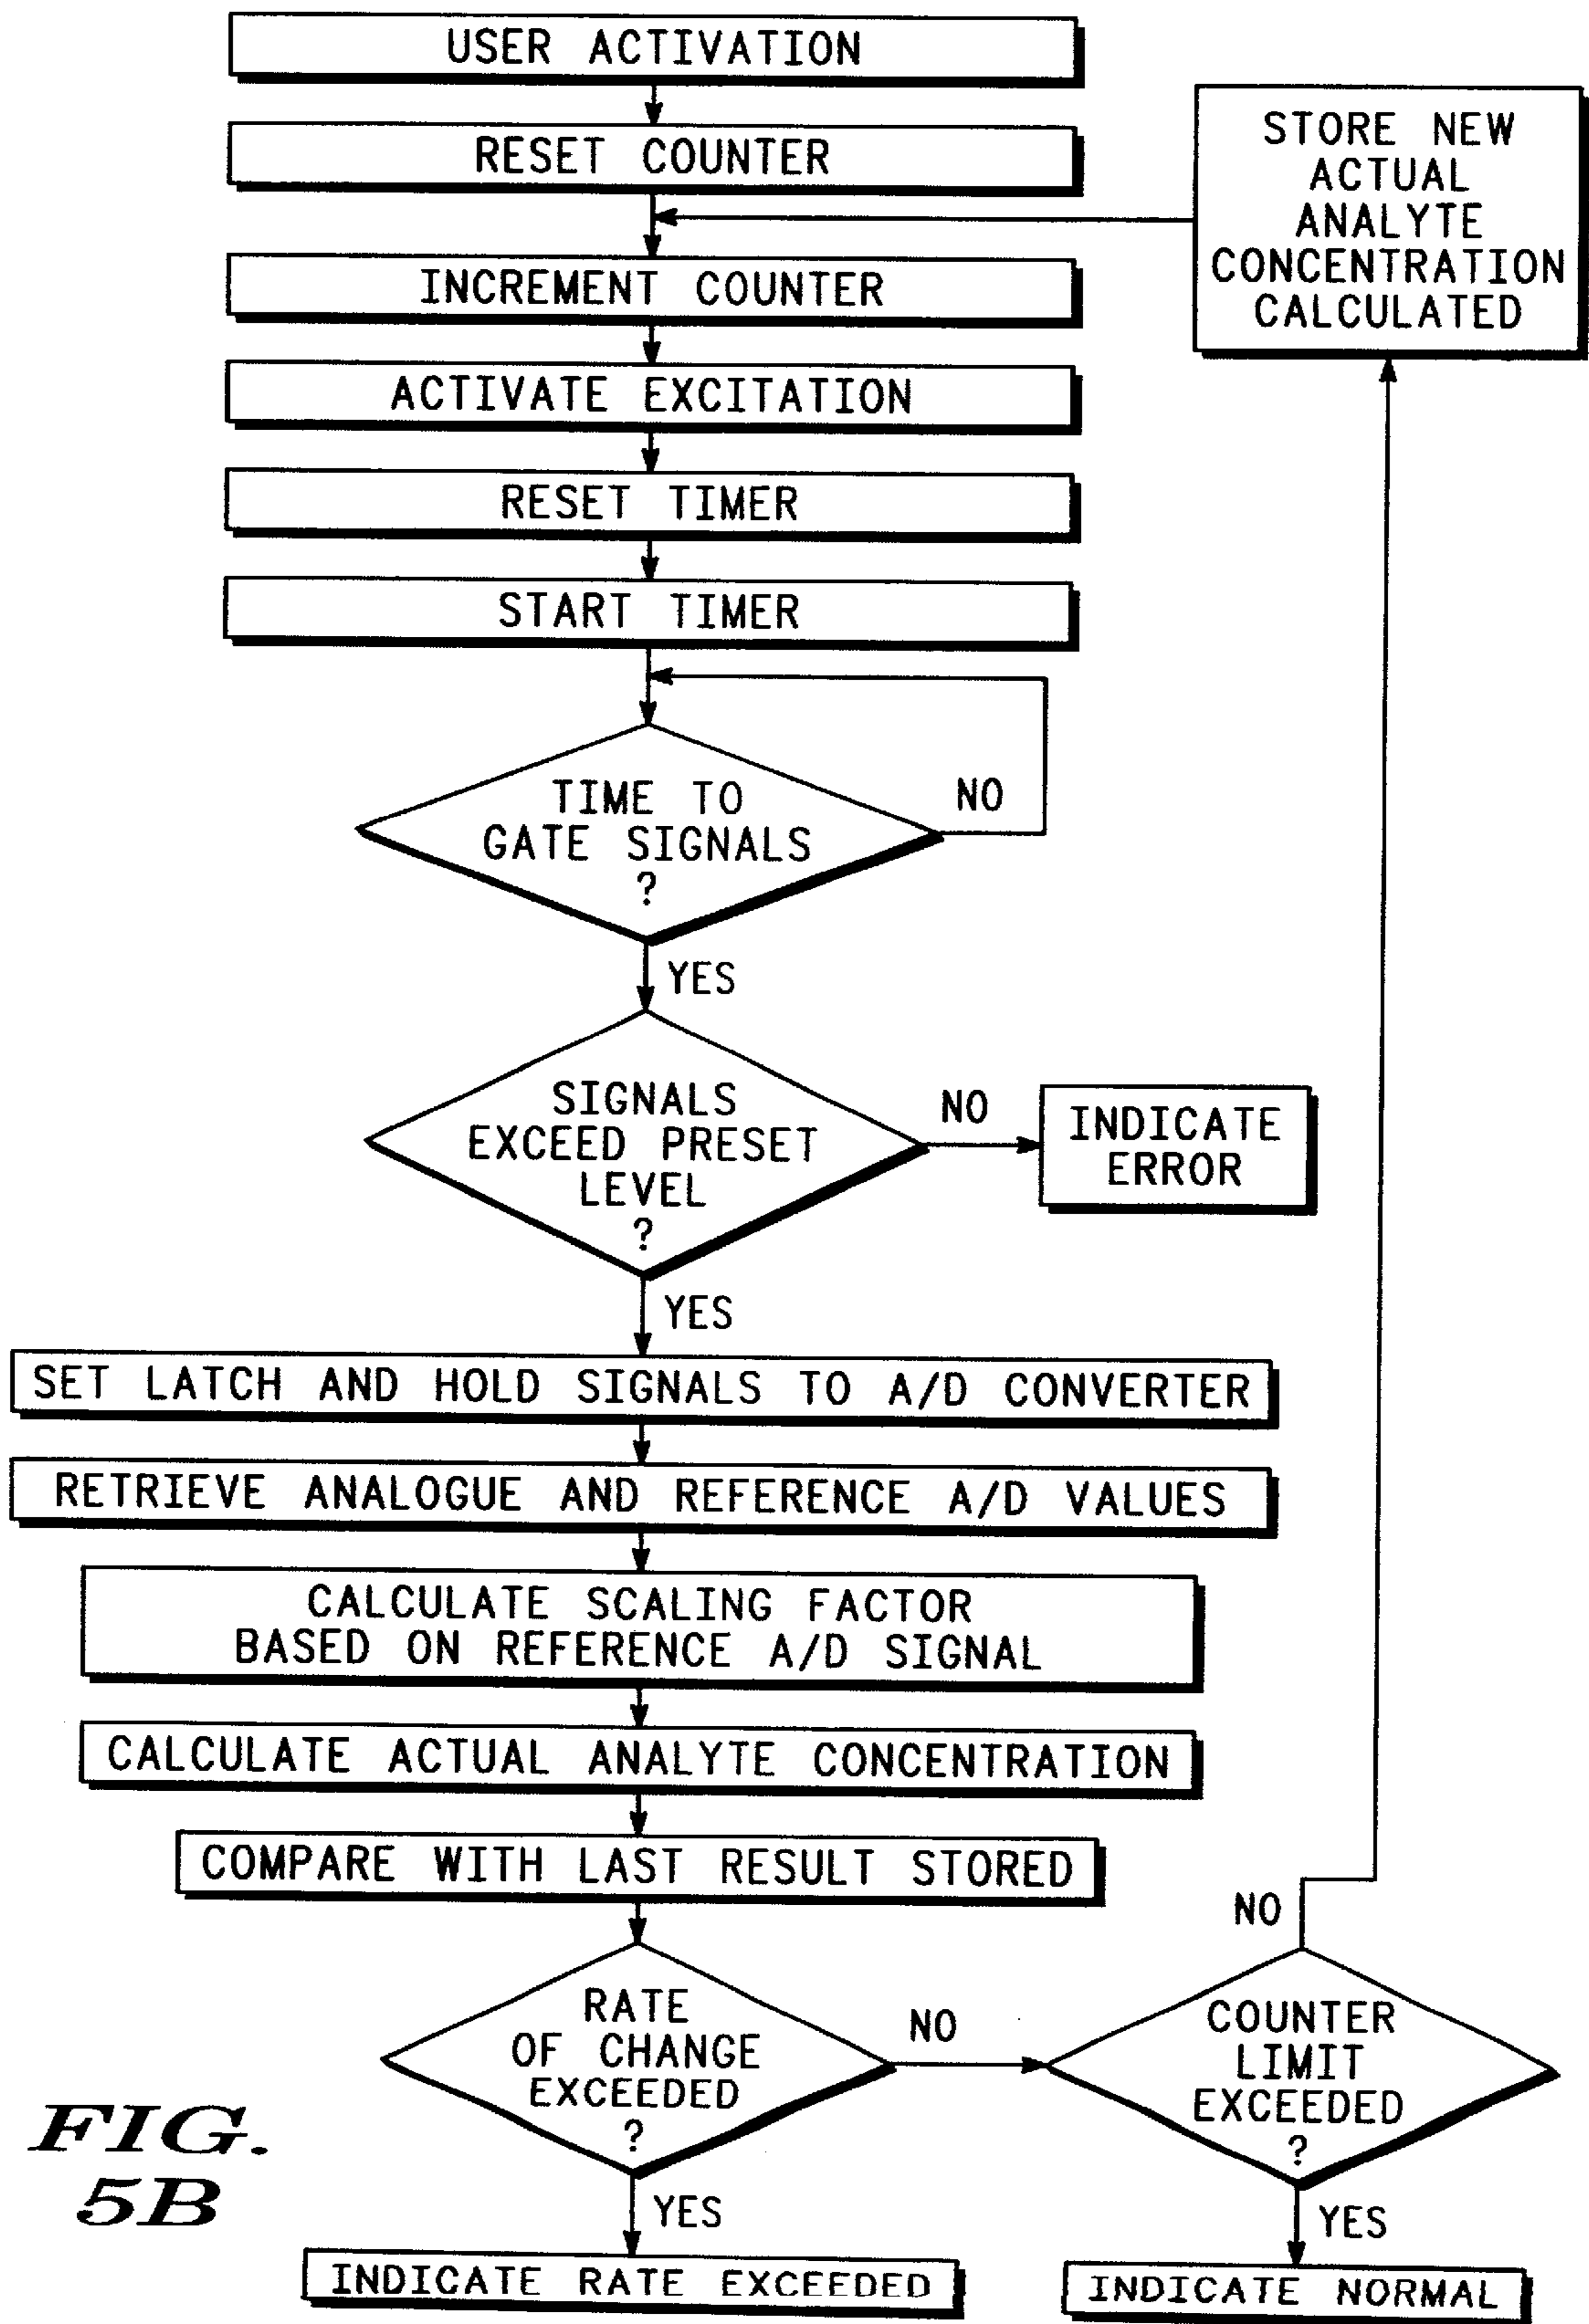 USER ACTIVATION
RESET COUNTER
STORE NEW
ACTUAL
ANALYTE
CONCENTRATION
CALCULATED
INCREMENT COUNTER
ACTIVATE EXCITATION
RESET TIMER
START TIMER
TIME TO
GATE SIGNALS
?
NO
YES
SIGNALS
EXCEED PRESET
LEVEL
?
NO
INDICATE
ERROR
YES
SET LATCH AND HOLD SIGNALS TO A/D CONVERTER
RETRIEVE ANALOGUE AND REFERENCE A/D VALUES
CALCULATE SCALING FACTOR
BASED ON REFERENCE A/D SIGNAL
CALCULATE ACTUAL ANALYTE CONCENTRATION
COMPARE WITH LAST RESULT STORED
RATE
OF CHANGE
EXCEEDED
?
NO
COUNTER
LIMIT
EXCEEDED
?
NO
YES
INDICATE RATE EXCEEDED
YES
INDICATE NORMAL
FIG.
5B